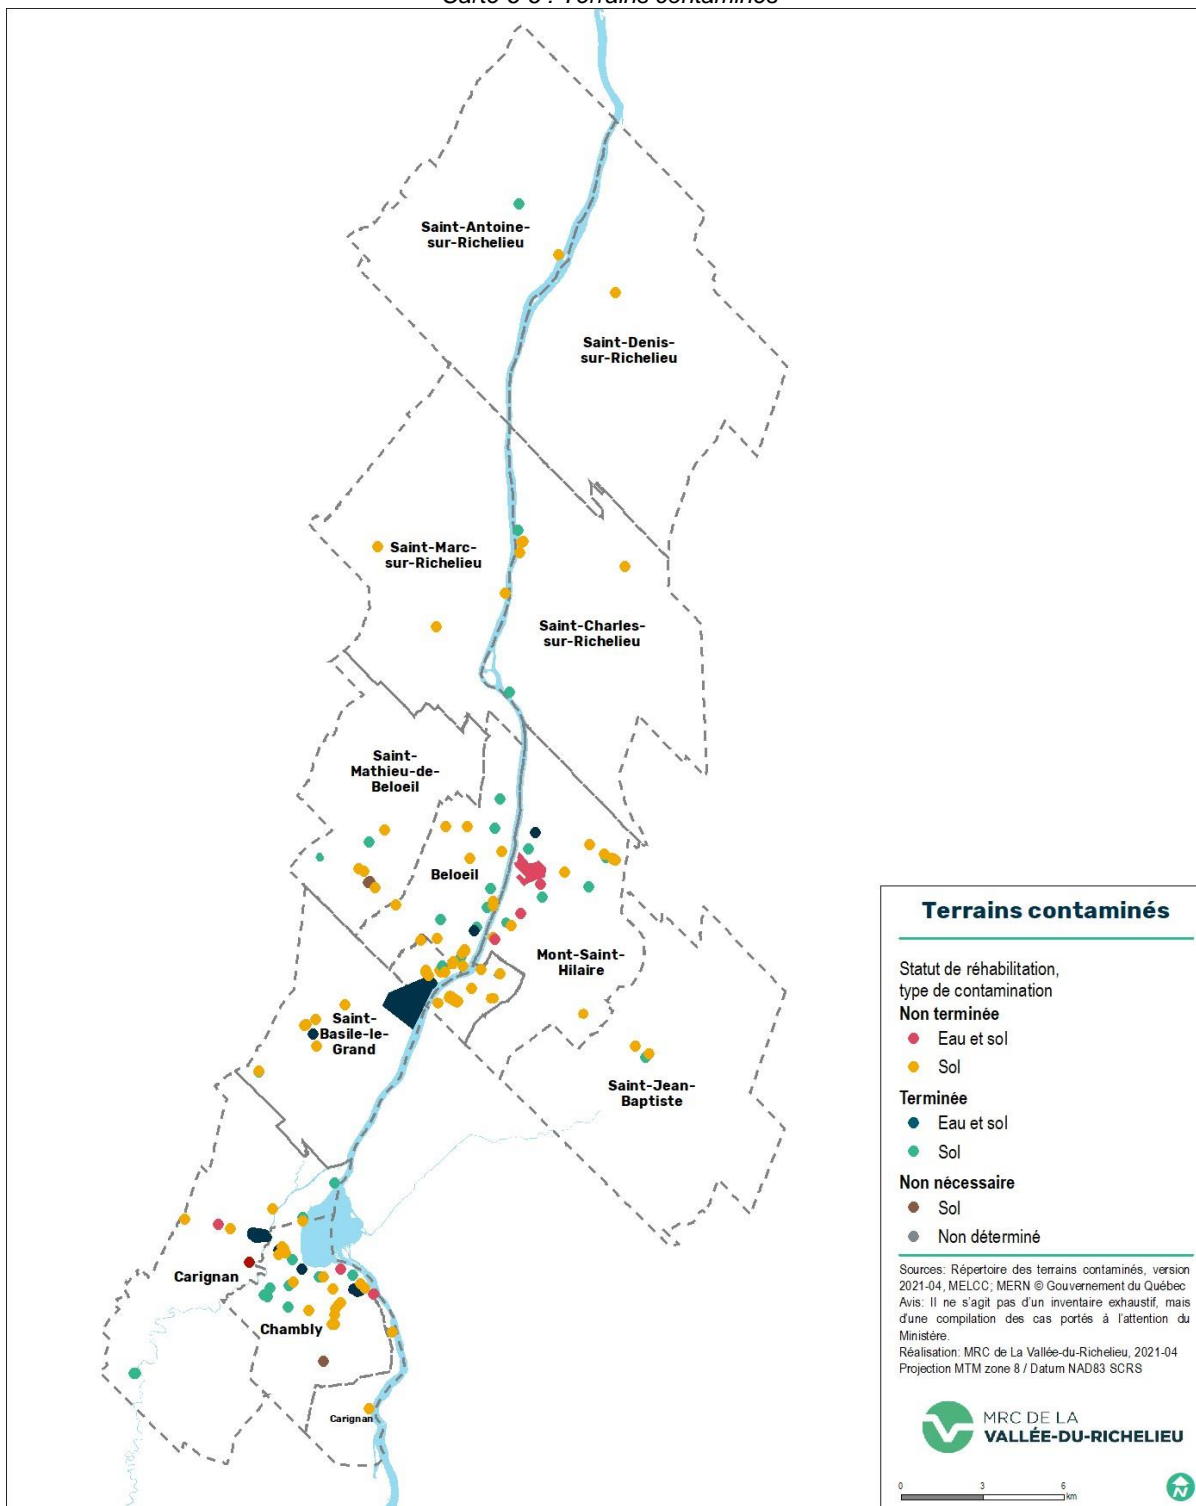 Saint-Antoine-
sur-Richelieu
Saint-Denis-
sur-Richelieu
Saint-Marc-
sur-Richelieu
Saint-Charles-
sur-Richelieu
Saint-
Mathieu-de-
Beloeil
Beloeil
Mont-Saint-
Hilaire
Saint-
Basile-le-
Grand
Saint-Jean-
Baptiste
Carignan
Chambly
Carignan
Terrains contaminés
Statut de réhabilitation,
type de contamination
Non terminée
Eau et sol
Sol
Terminée
Eau et sol
Sol
Non nécessaire
Sol
Non déterminé
Sources: Répertoire des terrains contaminés, version
2021-04, MELCC; MERN © Gouvernement du Québec
Avis: Il ne s'agit pas d'un inventaire exhaustif, mais
d'une compilation des cas portés à l'attention du
Ministère.
Réalisation: MRC de La Vallée-du-Richelieu, 2021-04
Projection MTM zone 8 / Datum NAD83 SCRS
MRC DE LA
VALLÉE-DU-RICHELIEU
0 3 6
km
N